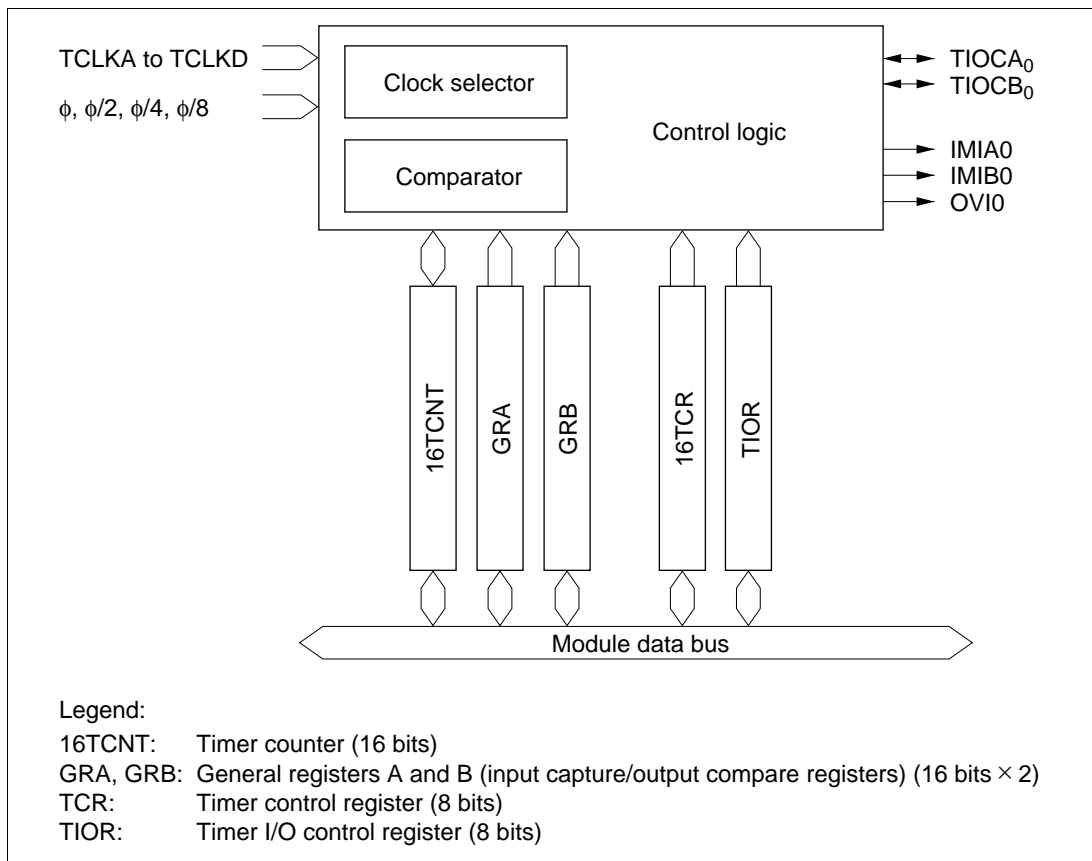 TCLKA to TCLKD
ϕ, ϕ/2, ϕ/4, ϕ/8
Clock selector
Comparator
Control logic
TIOCA₀
TIOCB₀
IMIA0
IMIB0
OVI0
16TCNT
GRA
GRB
16TCR
TIOR
Module data bus
Legend:
16TCNT: Timer counter (16 bits)
GRA, GRB: General registers A and B (input capture/output compare registers) (16 bits × 2)
TCR: Timer control register (8 bits)
TIOR: Timer I/O control register (8 bits)